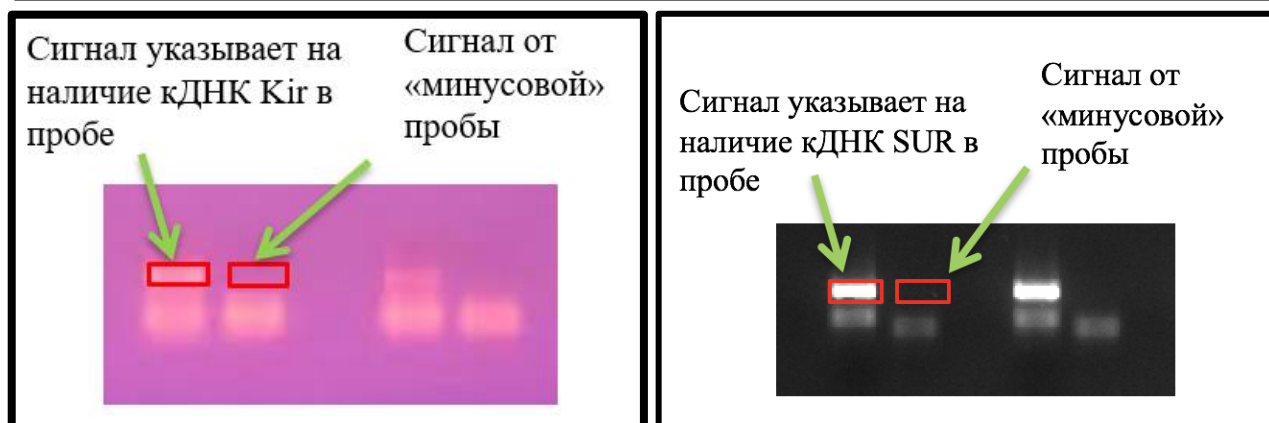 Сигнал указывает на
наличие кДНК Kir в
пробе
Сигнал от
«минусовой»
пробы
Сигнал указывает на
наличие кДНК SUR в
пробе
Сигнал от
«минусовой»
пробы